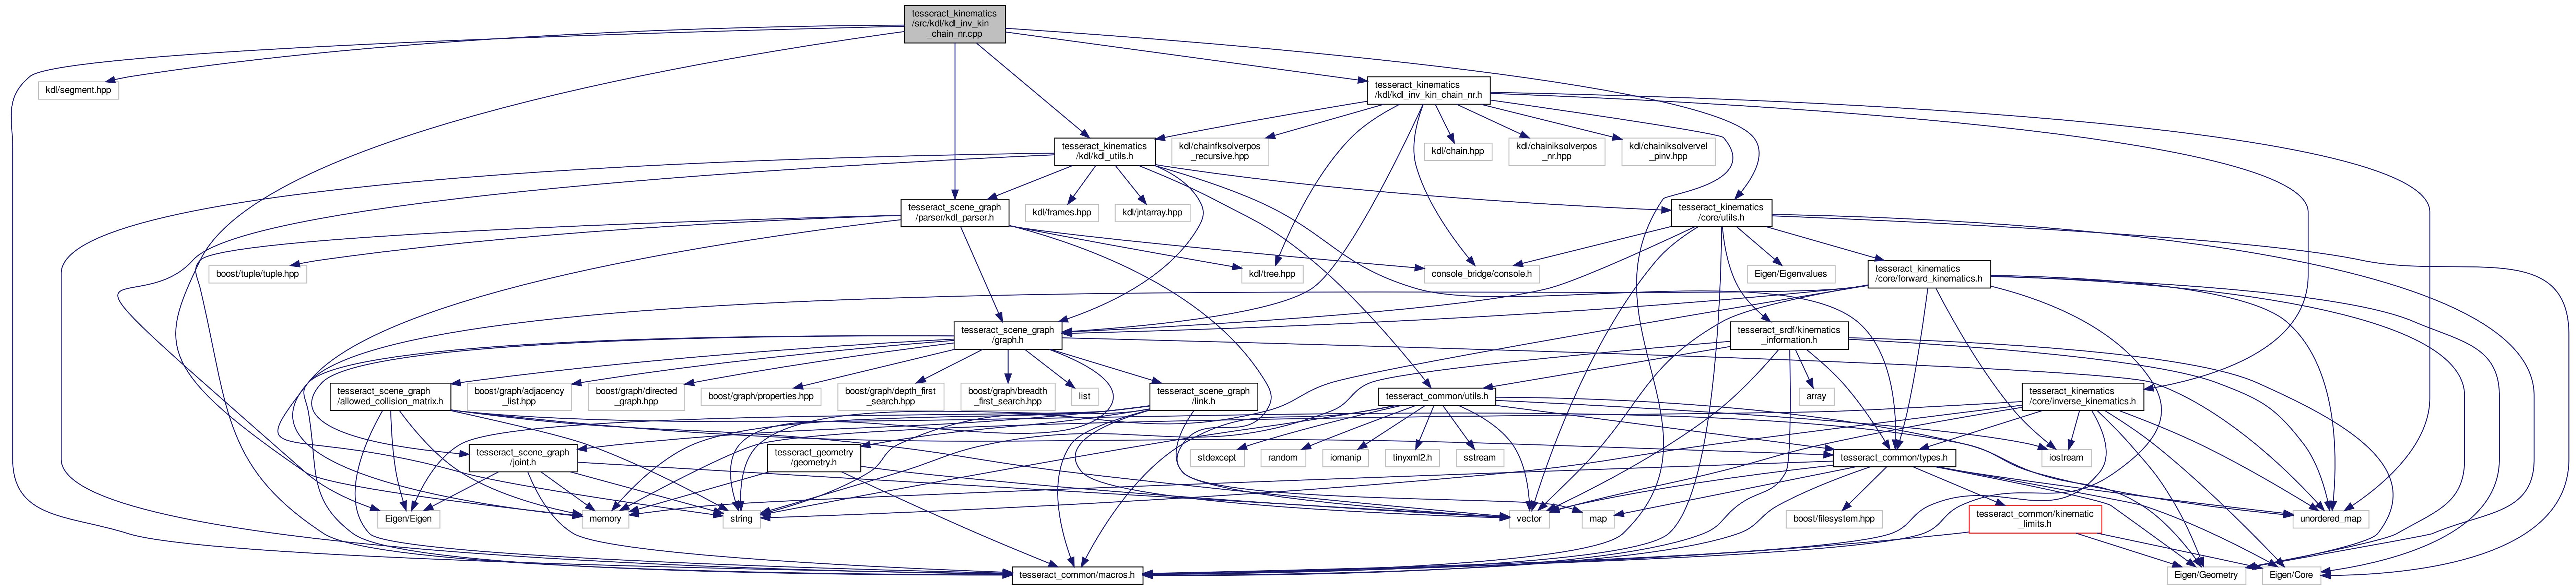 tesseract_kinematics
/src/kdl/kdl_inv_kin
_chain_nr.cpp
kdl/segment.hpp
tesseract_kinematics
/kdl/kdl_inv_kin_chain_nr.h
tesseract_kinematics
/kdl/kdl_utils.h
kdl/chainfksolverpos
_recursive.hpp
kdl/chain.hpp
kdl/chainiksolverpos
_nr.hpp
kdl/chainiksolvervel
_pinv.hpp
tesseract_scene_graph
/parser/kdl_parser.h
kdl/frames.hpp
kdl/jntarray.hpp
tesseract_kinematics
/core/utils.h
boost/tuple/tuple.hpp
kdl/tree.hpp
console_bridge/console.h
Eigen/Eigenvalues
tesseract_kinematics
/core/forward_kinematics.h
tesseract_scene_graph
/graph.h
tesseract_srdf/kinematics
_information.h
tesseract_scene_graph
/allowed_collision_matrix.h
boost/graph/adjacency
_list.hpp
boost/graph/directed
_graph.hpp
boost/graph/properties.hpp
boost/graph/depth_first
_search.hpp
boost/graph/breadth
_first_search.hpp
list
tesseract_scene_graph
/link.h
tesseract_common/utils.h
array
tesseract_kinematics
/core/inverse_kinematics.h
tesseract_scene_graph
/joint.h
tesseract_geometry
/geometry.h
stdexcept
random
iomanip
tinyxml2.h
sstream
tesseract_common/types.h
iostream
Eigen/Eigen
memory
string
vector
map
boost/filesystem.hpp
tesseract_common/kinematic
_limits.h
unordered_map
tesseract_common/macros.h
Eigen/Geometry
Eigen/Core